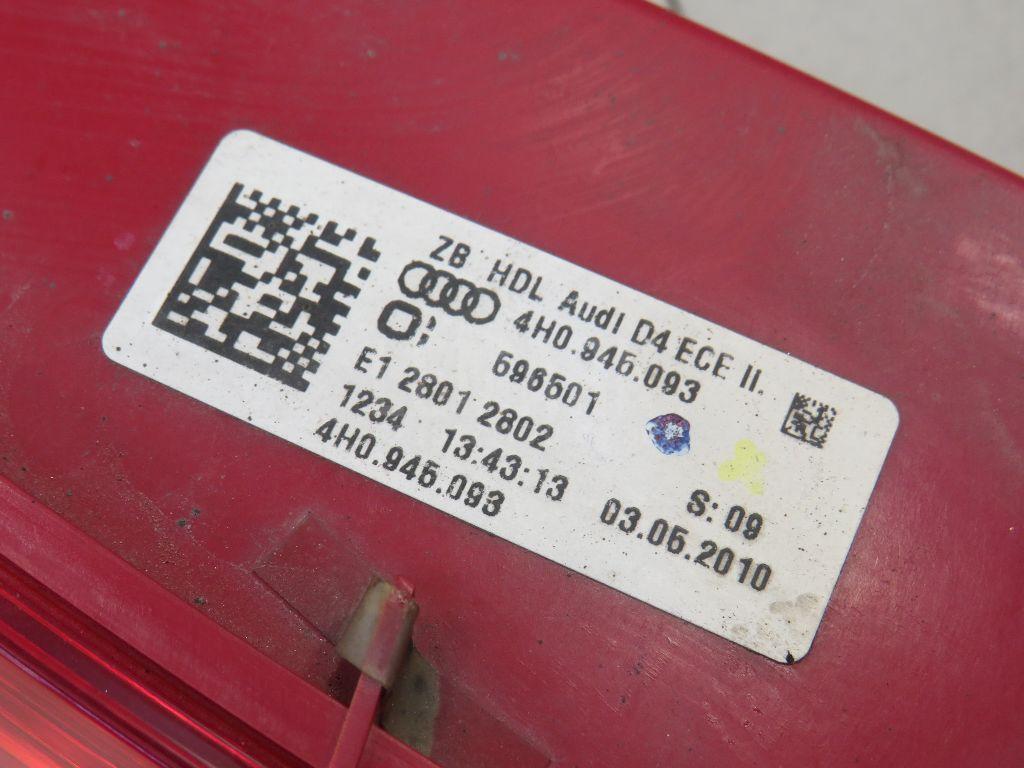 ZB HDL Audi D4 ECE II.
4H0.945.093
596501
E1 2801 2802
1234 13:43:13 S: 09
4H0.945.093 03.05.2010